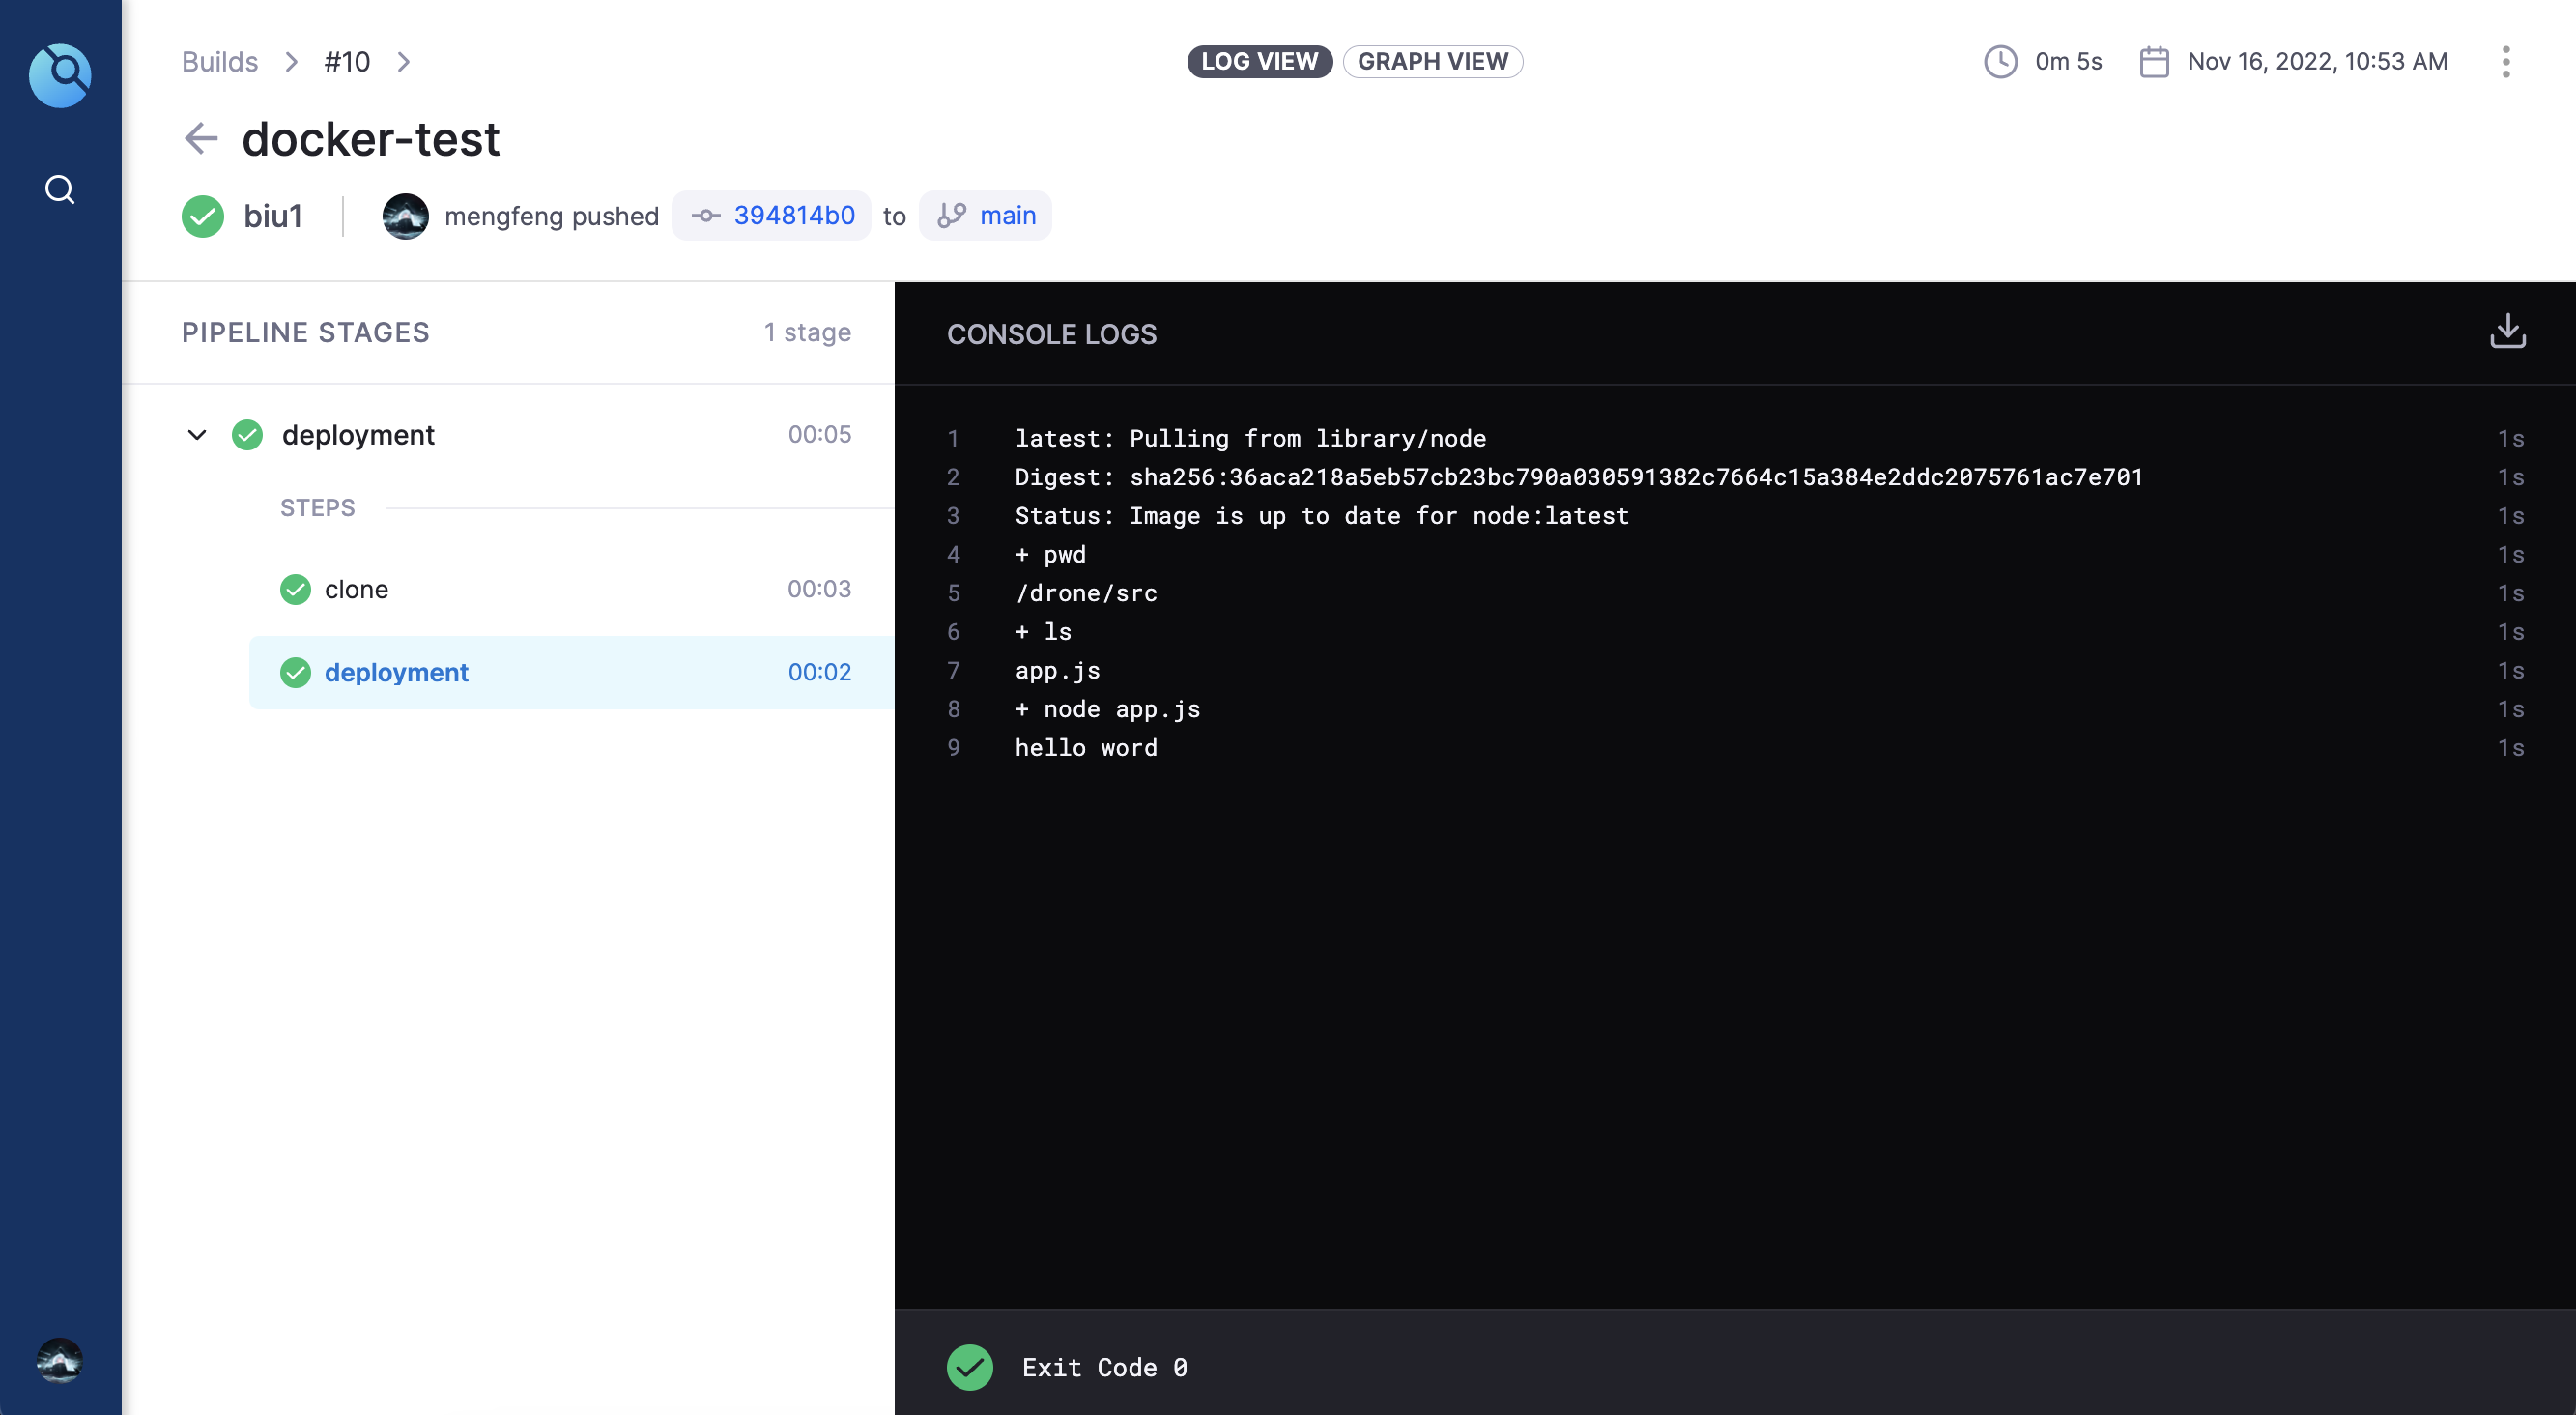 Builds > #10 >
LOG VIEW GRAPH VIEW
0m 5s Nov 16, 2022, 10:53 AM
docker-test
biu1 mengfeng pushed 394814b0 to main
PIPELINE STAGES 1 stage
deployment 00:05
STEPS
clone 00:03
deployment 00:02
CONSOLE LOGS
1 latest: Pulling from library/node 1s
2 Digest: sha256:36aca218a5eb57cb23bc790a030591382c7664c15a384e2ddc2075761ac7e701 1s
3 Status: Image is up to date for node:latest 1s
4 + pwd 1s
5 /drone/src 1s
6 + ls 1s
7 app.js 1s
8 + node app.js 1s
9 hello word 1s
Exit Code 0